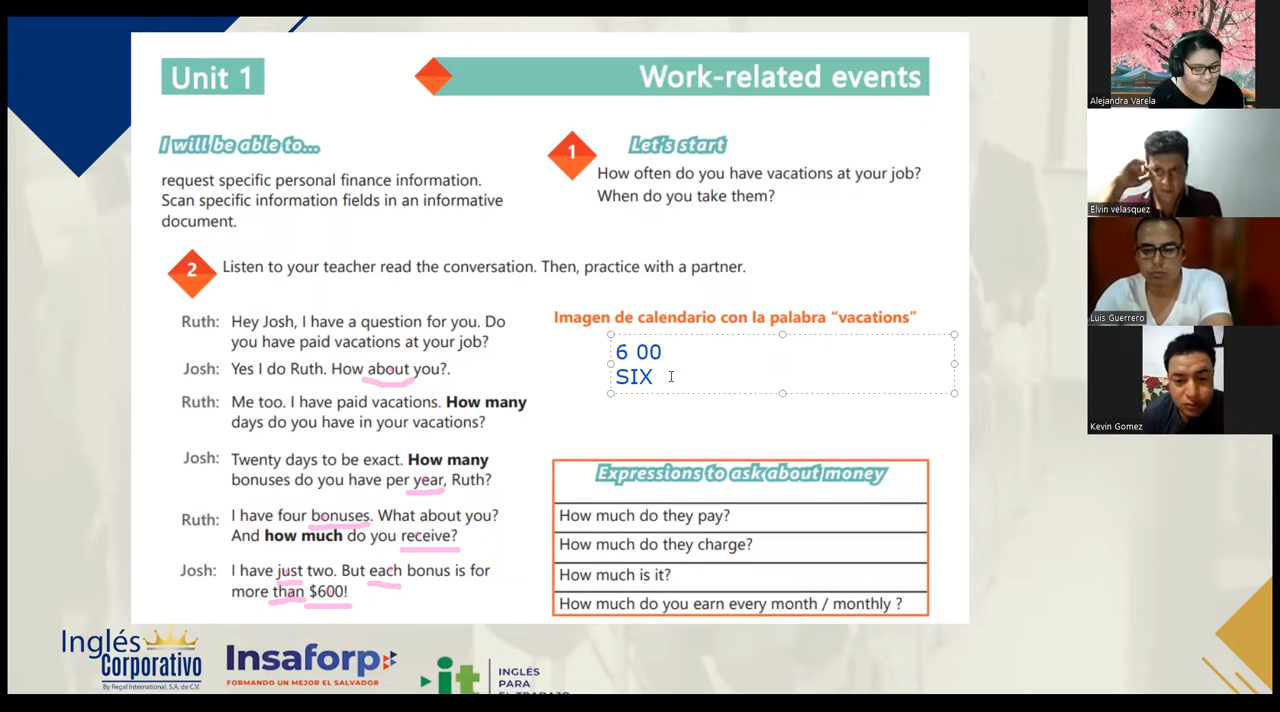 Unit 1
Work-related events
I will be able to...
request specific personal finance information.
Scan specific information fields in an informative
document.
1
Let's start
How often do you have vacations at your job?
When do you take them?
2
Listen to your teacher read the conversation. Then, practice with a partner.
Ruth: Hey Josh, I have a question for you. Do
you have paid vacations at your job?
Josh: Yes I do Ruth. How about you?.
Ruth: Me too. I have paid vacations. How many
days do you have in your vacations?
Josh: Twenty days to be exact. How many
bonuses do you have per year, Ruth?
Ruth: I have four bonuses. What about you?
And how much do you receive?
Josh: I have just two. But each bonus is for
more than $600!
Imagen de calendario con la palabra “vacations”
6 00
SIX
Expressions to ask about money
How much do they pay?
How much do they charge?
How much is it?
How much do you earn every month / monthly ?
Inglés
Corporativo
By Regal International, S.A. de C.V.
Insaforp
FORMANDO UN MEJOR EL SALVADOR
it
INGLÉS
PARA
EL TRABAJO
Alejandra Varela
Elvin velasquez
Luis Guerrero
Kevin Gomez